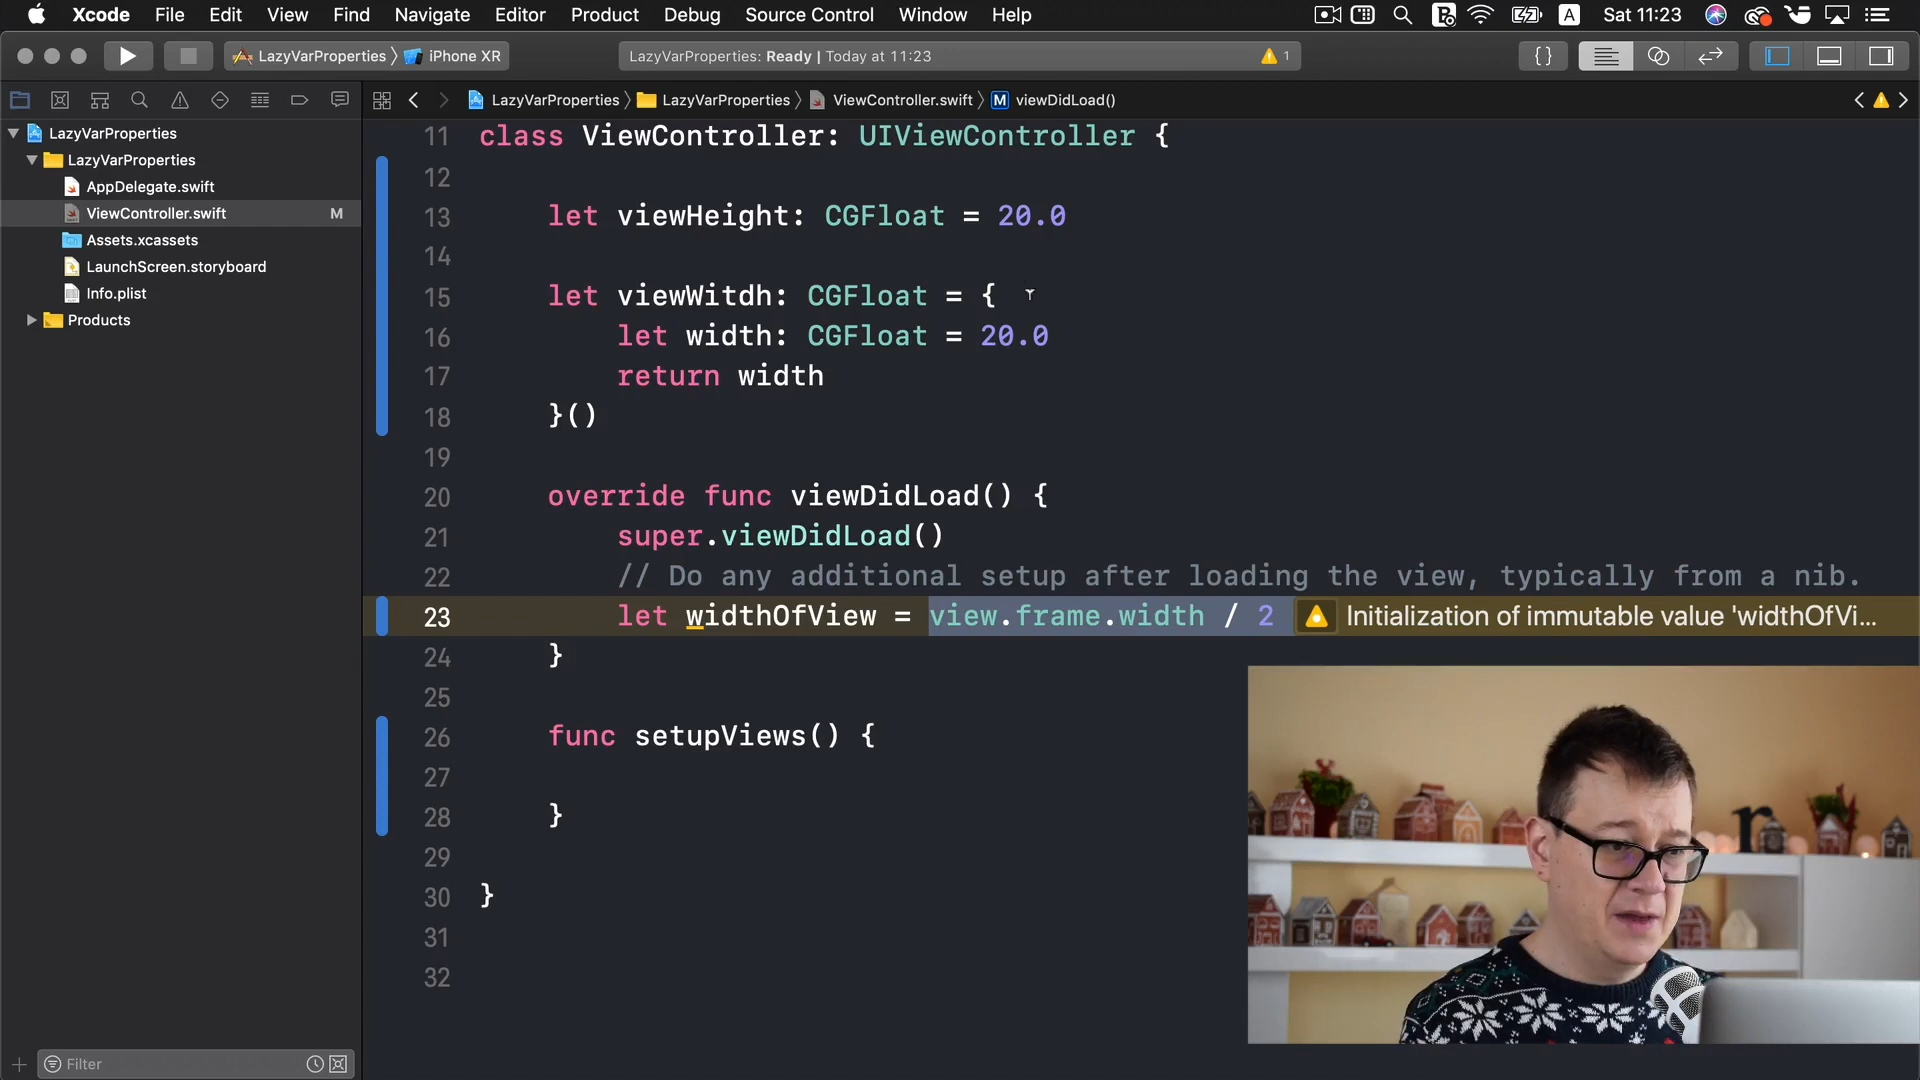 Xcode File Edit View Find Navigate Editor Product Debug Source Control Window Help A Sat 11:23
LazyVarProperties iPhone XR LazyVarProperties: Ready | Today at 11:23 1 {}
LazyVarProperties LazyVarProperties ViewController.swift M viewDidLoad()
LazyVarProperties
LazyVarProperties
AppDelegate.swift
ViewController.swift M
Assets.xcassets
LaunchScreen.storyboard
Info.plist
Products
Filter
11 class ViewController: UIViewController {
12
13 let viewHeight: CGFloat = 20.0
14
15 let viewWitdh: CGFloat = {
16 let width: CGFloat = 20.0
17 return width
18 }()
19
20 override func viewDidLoad() {
21 super.viewDidLoad()
22 // Do any additional setup after loading the view, typically from a nib.
23 let widthOfView = view.frame.width / 2 Initialization of immutable value 'widthOfVi...
24 }
25
26 func setupViews() {
27
28 }
29
30 }
31
32